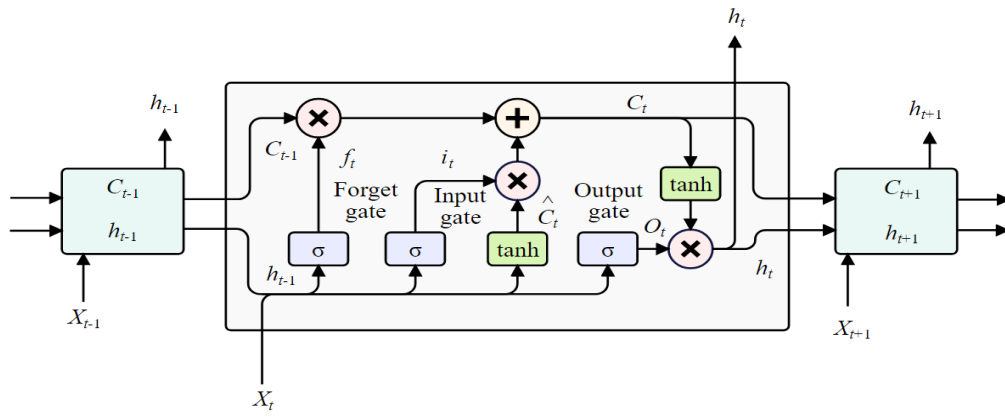 h_t
h_{t-1}
C_t
h_{t+1}
×
+
C_{t-1}
f_t
i_t
C_{t-1}
×
tanh
C_{t+1}
Forget
gate
Input
gate
Ĉ_t
Output
gate
O_t
h_{t-1}
σ
σ
tanh
σ
×
h_{t+1}
h_{t-1}
h_t
X_{t-1}
X_{t+1}
X_t